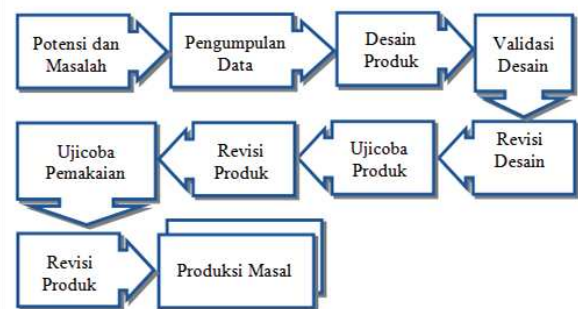 Potensi dan
Masalah
Pengumpulan
Data
Desain
Produk
Validasi
Desain
Revisi
Desain
Ujicoba
Produk
Revisi
Produk
Ujicoba
Pemakaian
Revisi
Produk
Produksi Masal